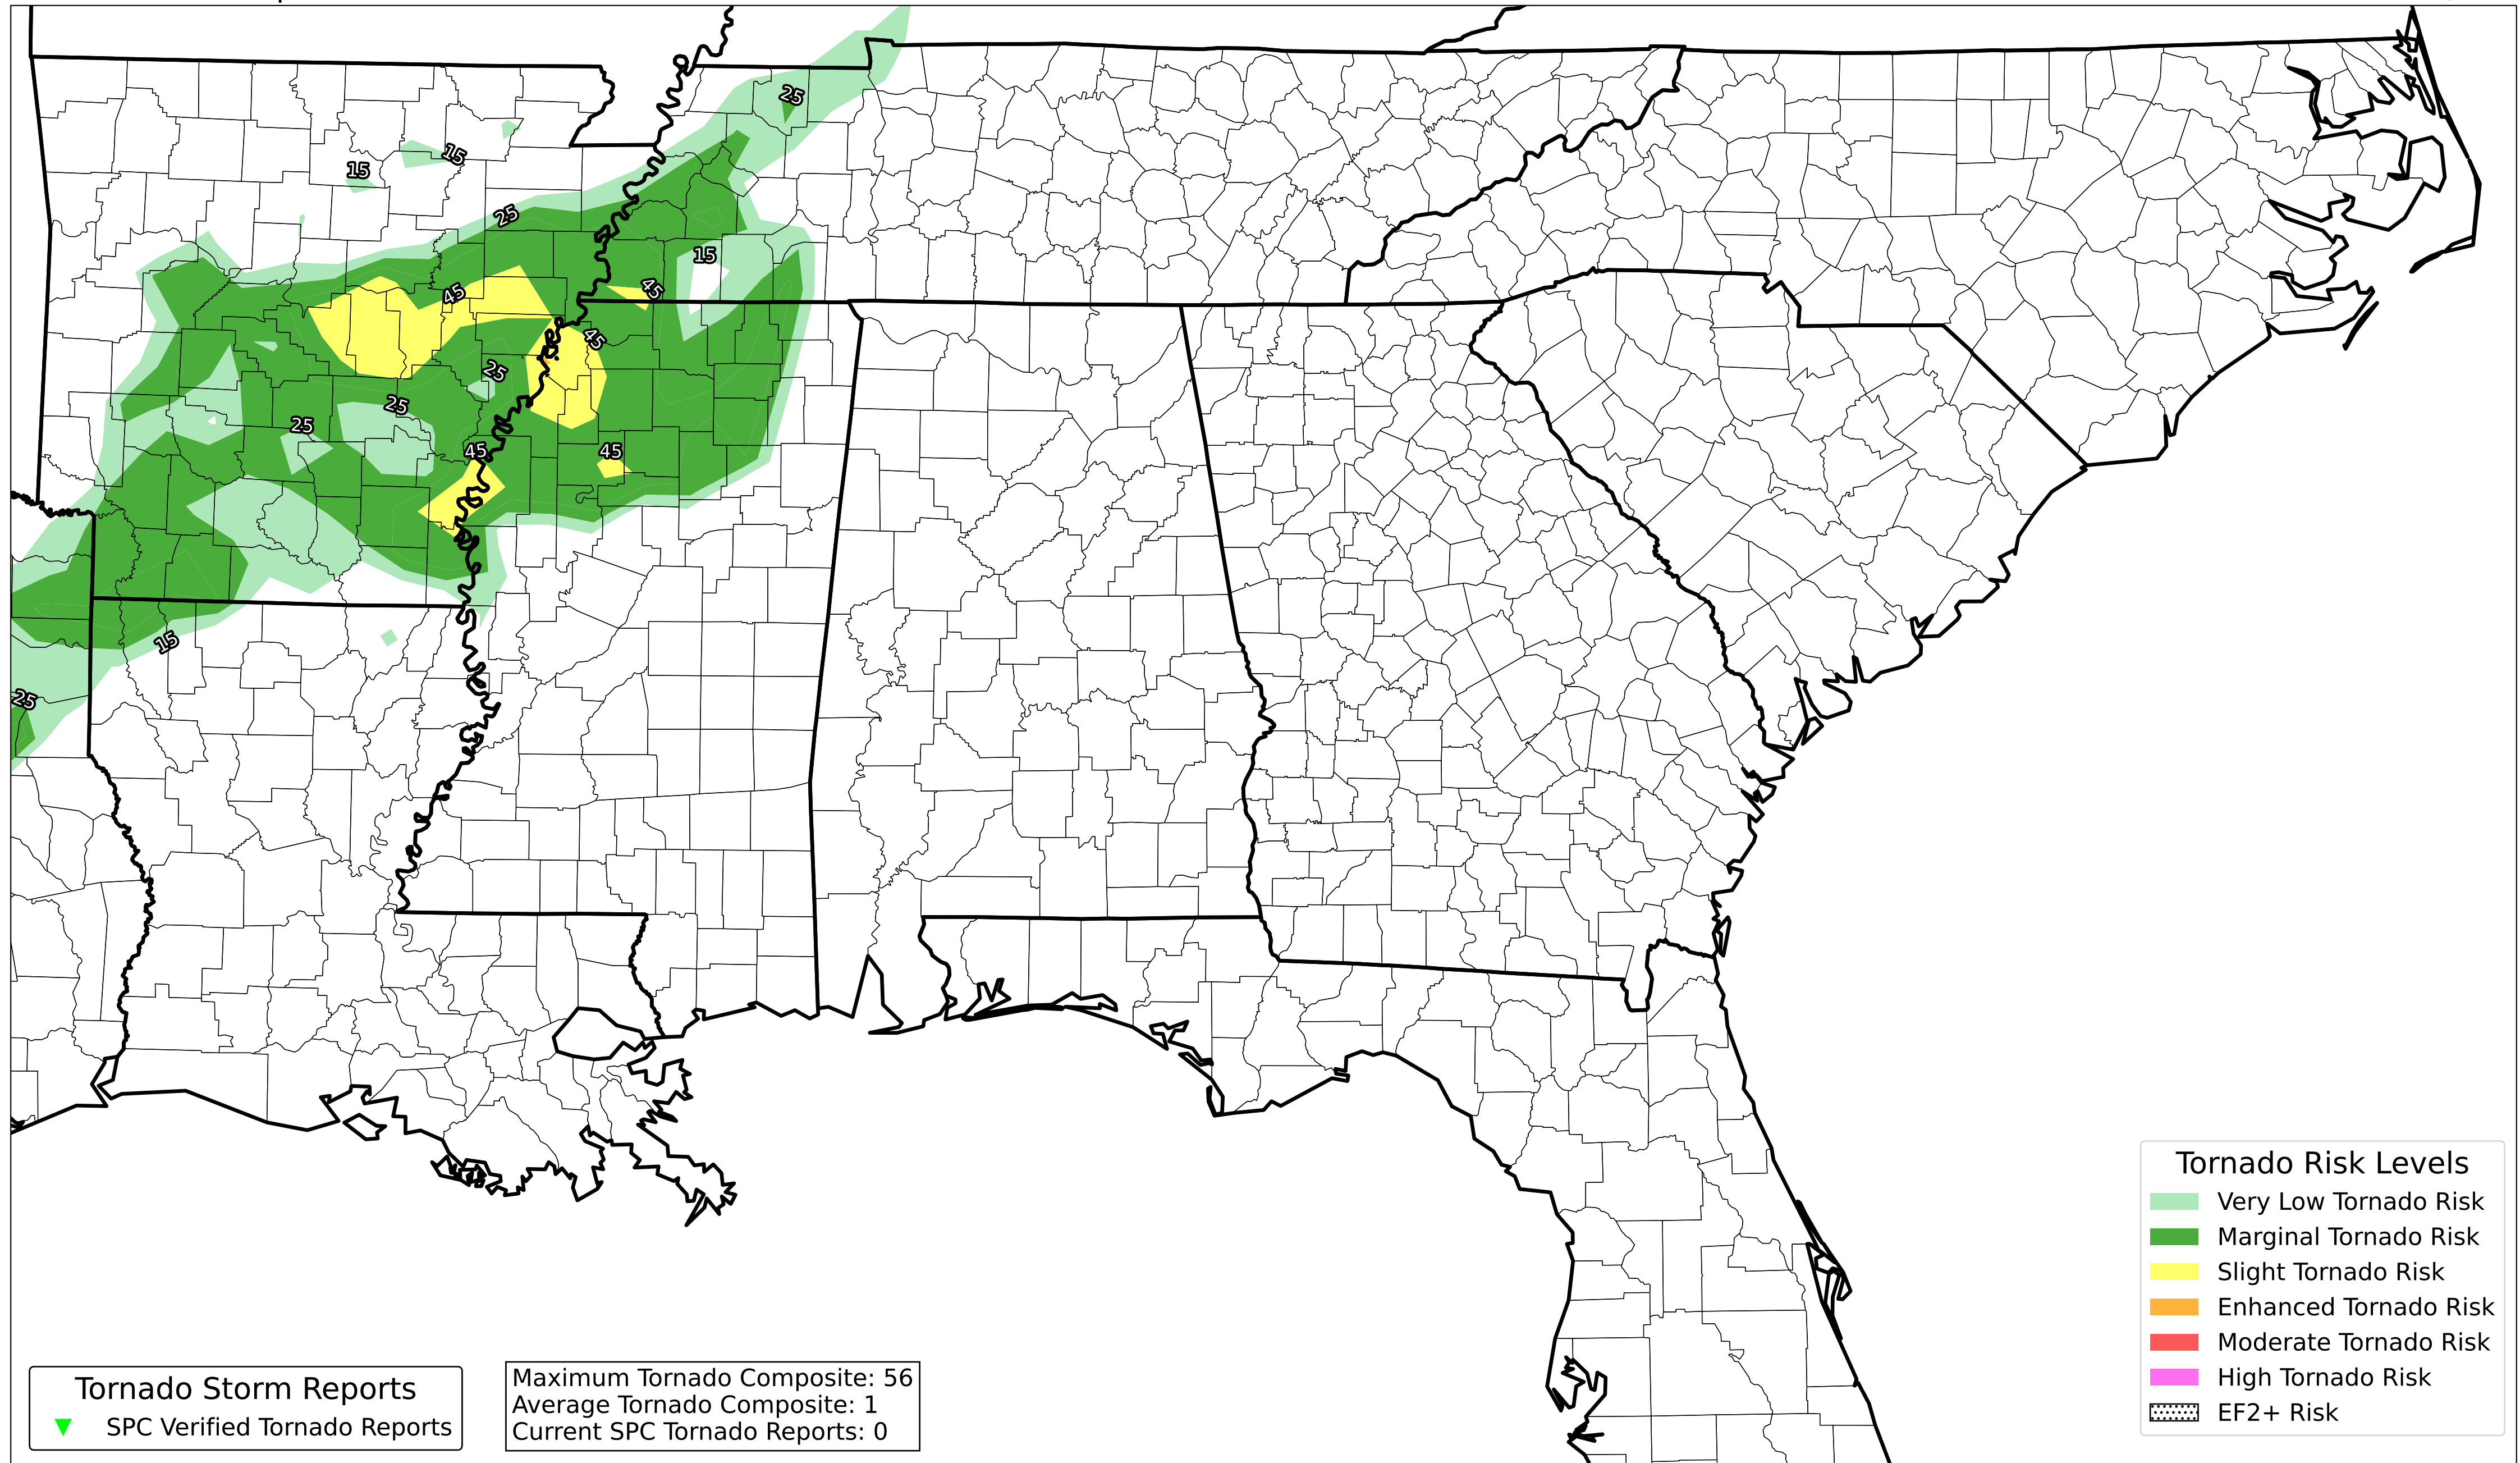 25
15
15
25
15
45
45
45
25
25
25
45
45
15
25
Tornado Risk Levels
Very Low Tornado Risk
Marginal Tornado Risk
Slight Tornado Risk
Enhanced Tornado Risk
Moderate Tornado Risk
High Tornado Risk
EF2+ Risk
Tornado Storm Reports
SPC Verified Tornado Reports
Maximum Tornado Composite: 56
Average Tornado Composite: 1
Current SPC Tornado Reports: 0